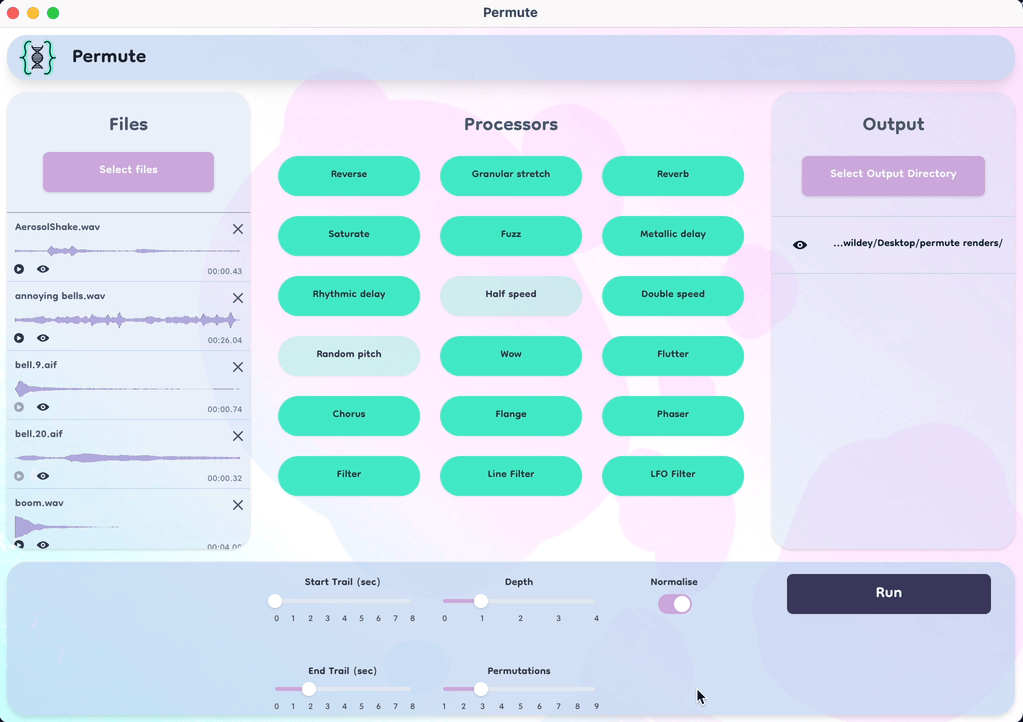 Permute
Permute
Files
Select files
AerosolShake.wav
00:00.43
annoying bells.wav
00:26.04
bell.9.aif
00:00.74
bell.20.aif
00:00.32
boom.wav
00:04.00
Processors
Reverse Granular stretch Reverb
Saturate Fuzz Metallic delay
Rhythmic delay Half speed Double speed
Random pitch Wow Flutter
Chorus Flange Phaser
Filter Line Filter LFO Filter
Output
Select Output Directory
...wildey/Desktop/permute renders/
Start Trail (sec) Depth Normalise
0 1 2 3 4 5 6 7 8 0 1 2 3 4
Run
End Trail (sec) Permutations
0 1 2 3 4 5 6 7 8 1 2 3 4 5 6 7 8 9